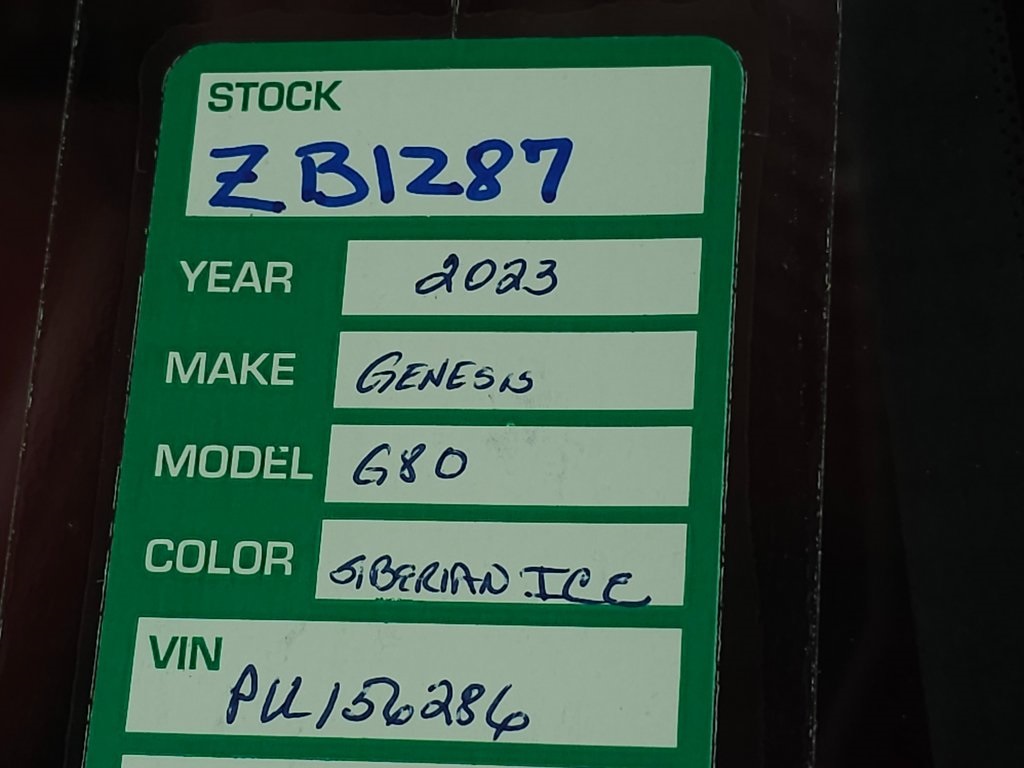 STOCK
ZB1287
YEAR 2023
MAKE GENESIS
MODEL G80
COLOR SIBERIAN ICE
VIN
PU156286